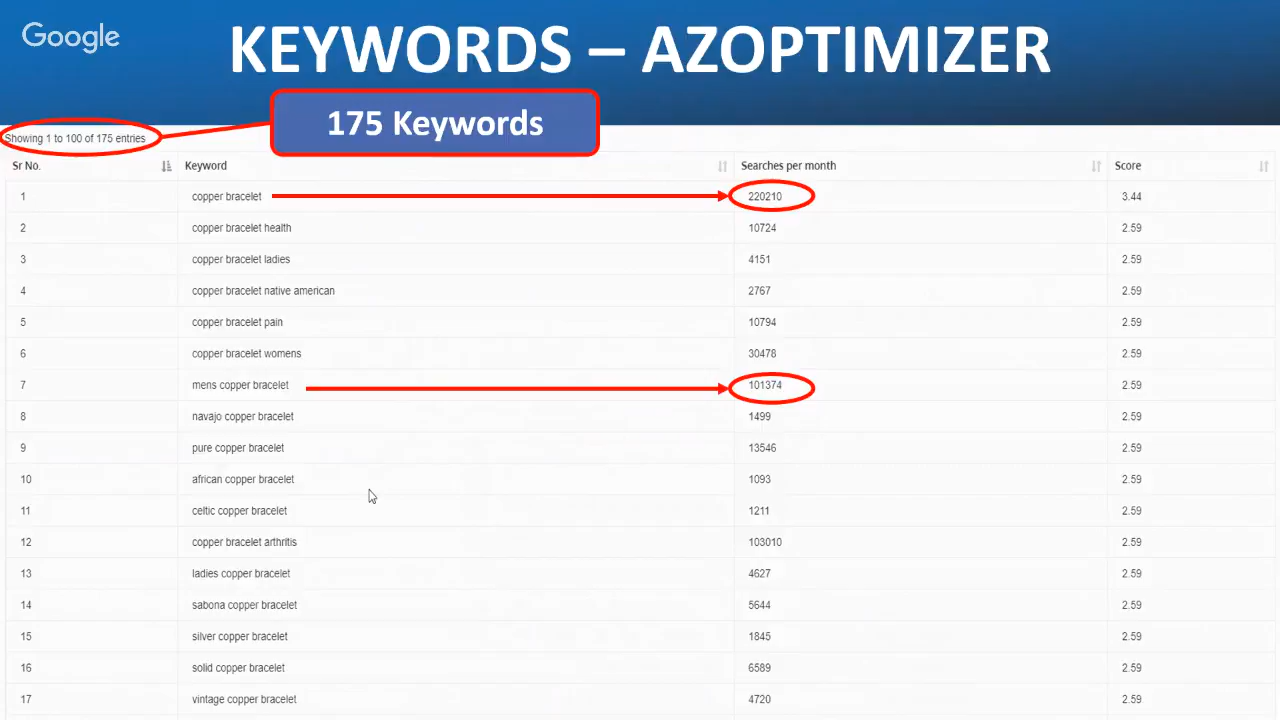 Google
KEYWORDS – AZOPTIMIZER
175 Keywords
Showing 1 to 100 of 175 entries
Sr No. Keyword Searches per month Score
1 copper bracelet 220210 3.44
2 copper bracelet health 10724 2.59
3 copper bracelet ladies 4151 2.59
4 copper bracelet native american 2767 2.59
5 copper bracelet pain 10794 2.59
6 copper bracelet womens 30478 2.59
7 mens copper bracelet 101374 2.59
8 navajo copper bracelet 1499 2.59
9 pure copper bracelet 13546 2.59
10 african copper bracelet 1093 2.59
11 celtic copper bracelet 1211 2.59
12 copper bracelet arthritis 103010 2.59
13 ladies copper bracelet 4627 2.59
14 sabona copper bracelet 5644 2.59
15 silver copper bracelet 1845 2.59
16 solid copper bracelet 6589 2.59
17 vintage copper bracelet 4720 2.59